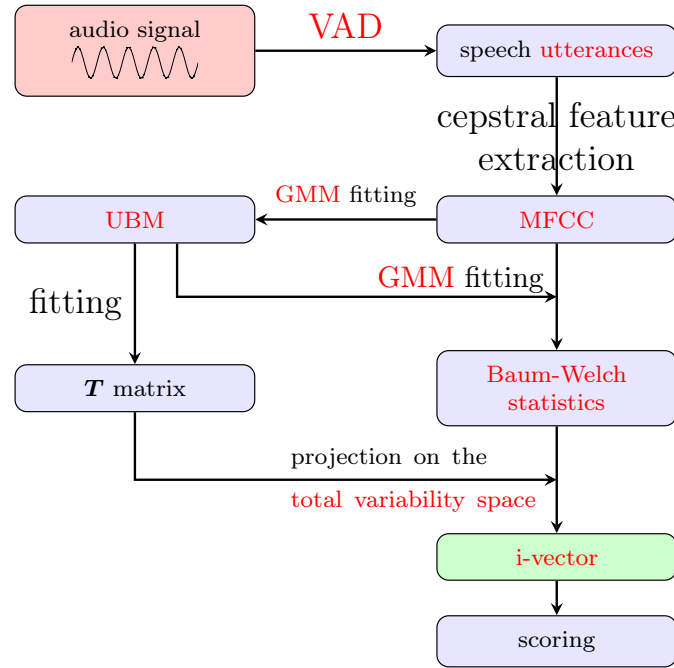 audio signal
VAD
speech utterances
cepstral feature
extraction
GMM fitting
UBM
MFCC
GMM fitting
fitting
T matrix
Baum-Welch
statistics
projection on the
total variability space
i-vector
scoring